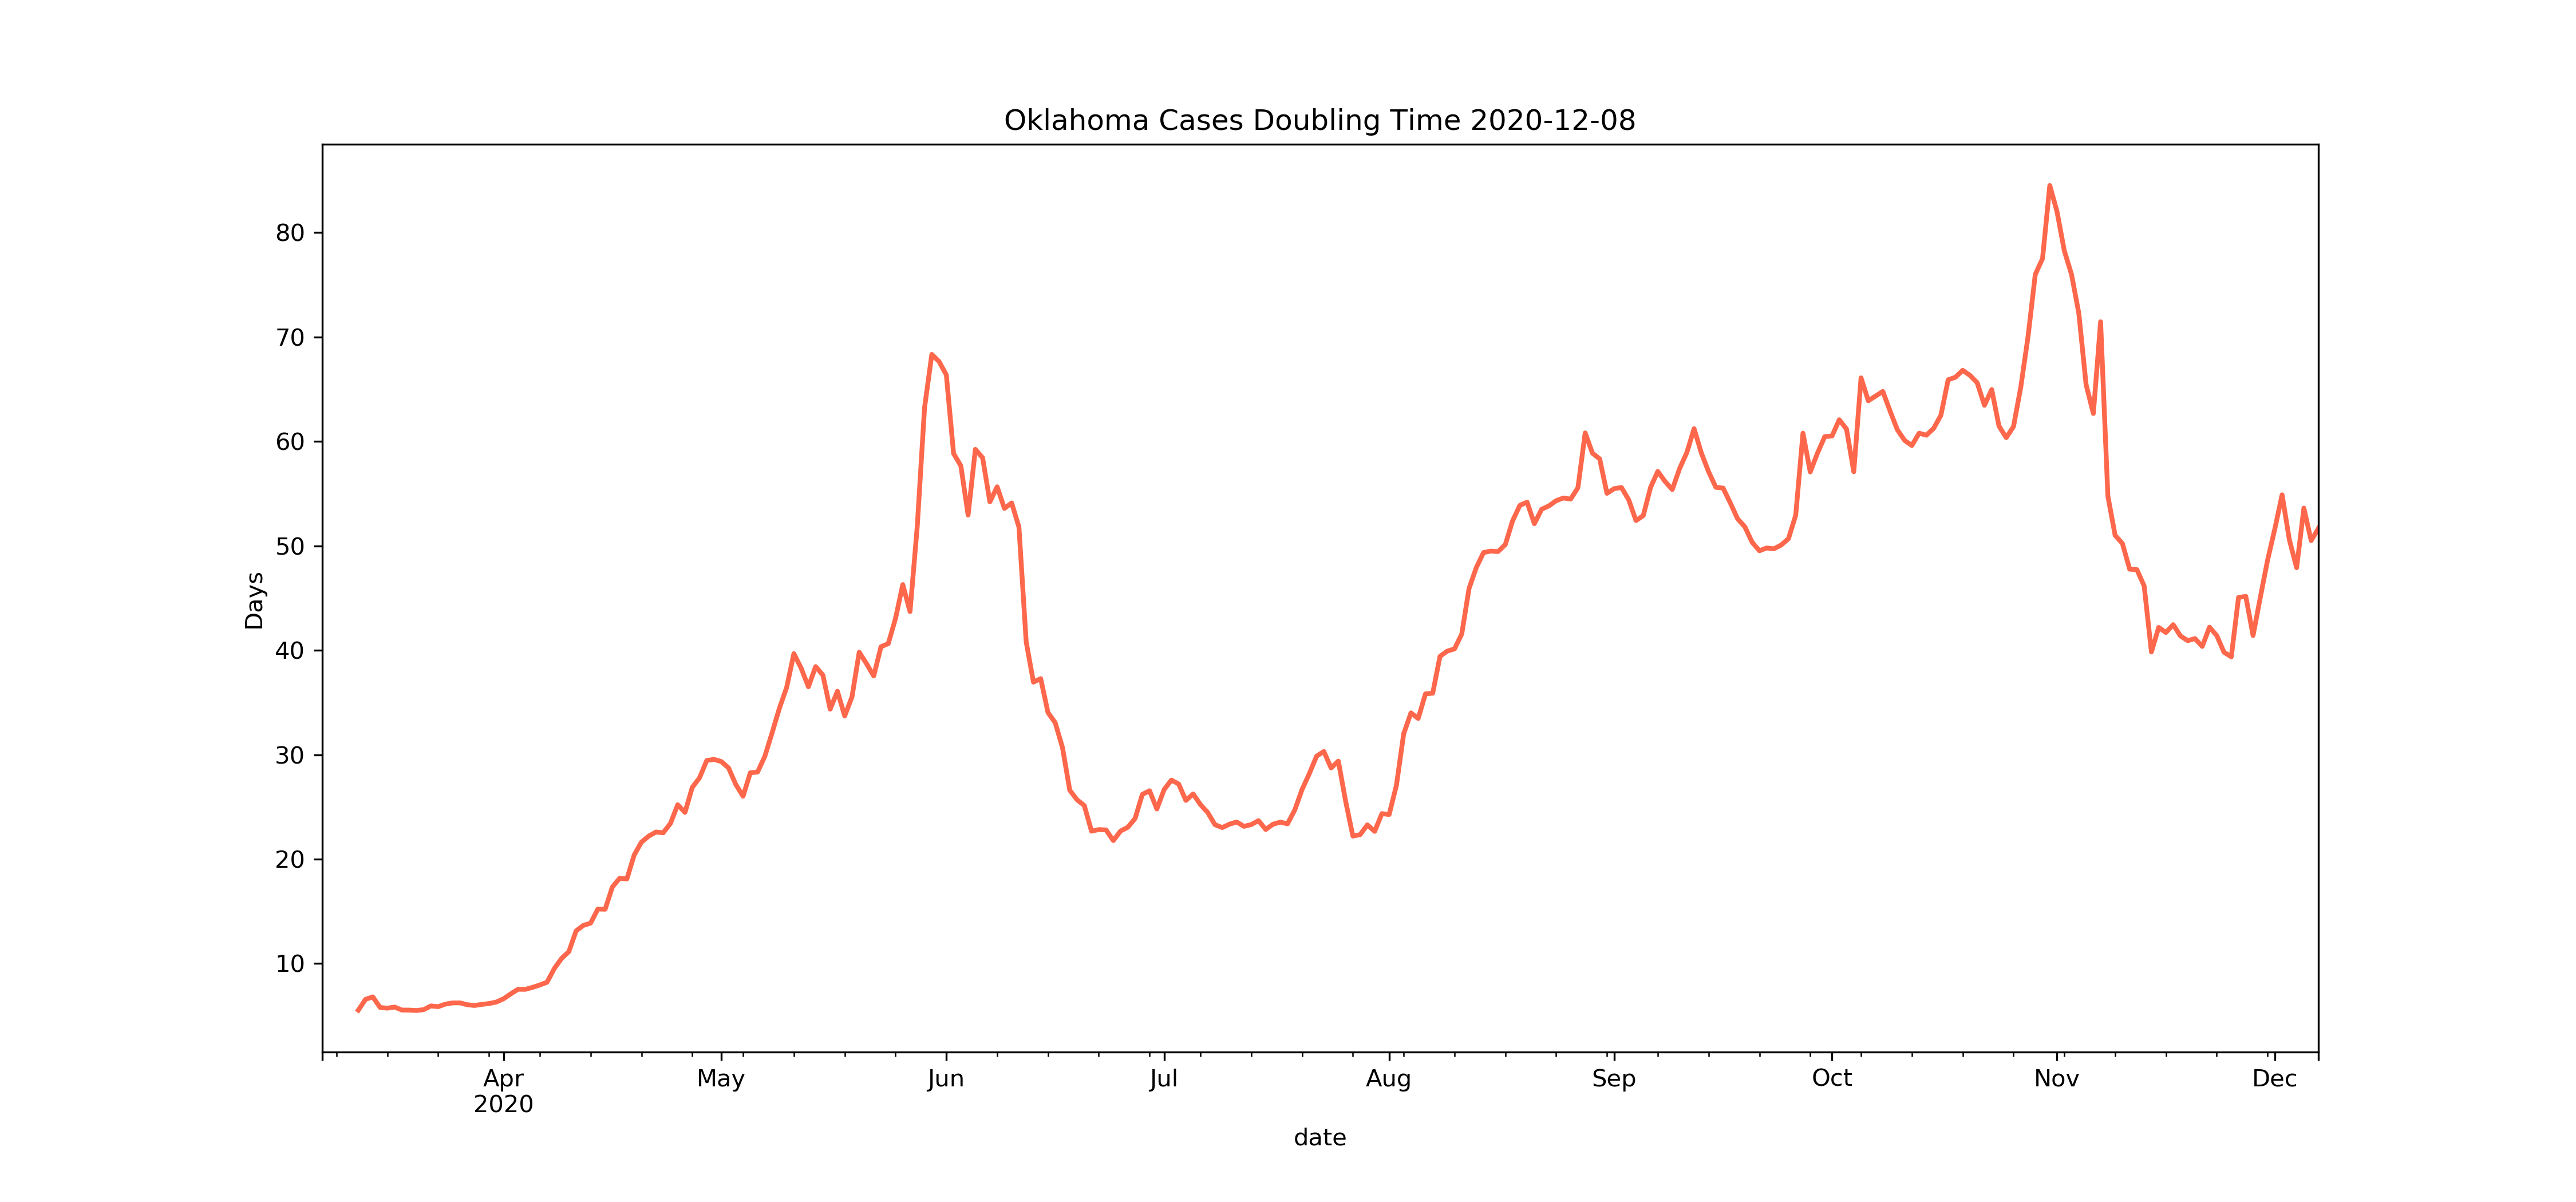 Oklahoma Cases Doubling Time 2020-12-08
80
70
60
50
40
30
20
10
Days
Apr May Jun Jul Aug Sep Oct Nov Dec
2020
date